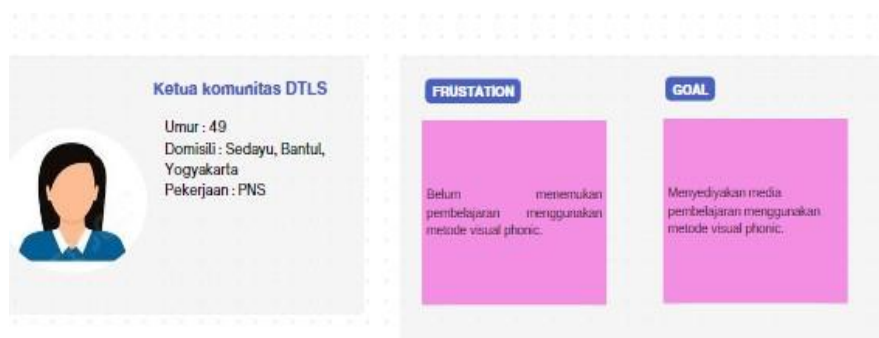 Ketua komunitas DTLS
Umur : 49
Domisili : Sedayu, Bantul,
Yogyakarta
Pekerjaan : PNS
FRUSTATION
Belum menemukan
pembelajaran menggunakan
metode visual phonic.
GOAL
Menyediyakan media
pembelajaran menggunakan
metode visual phonic.